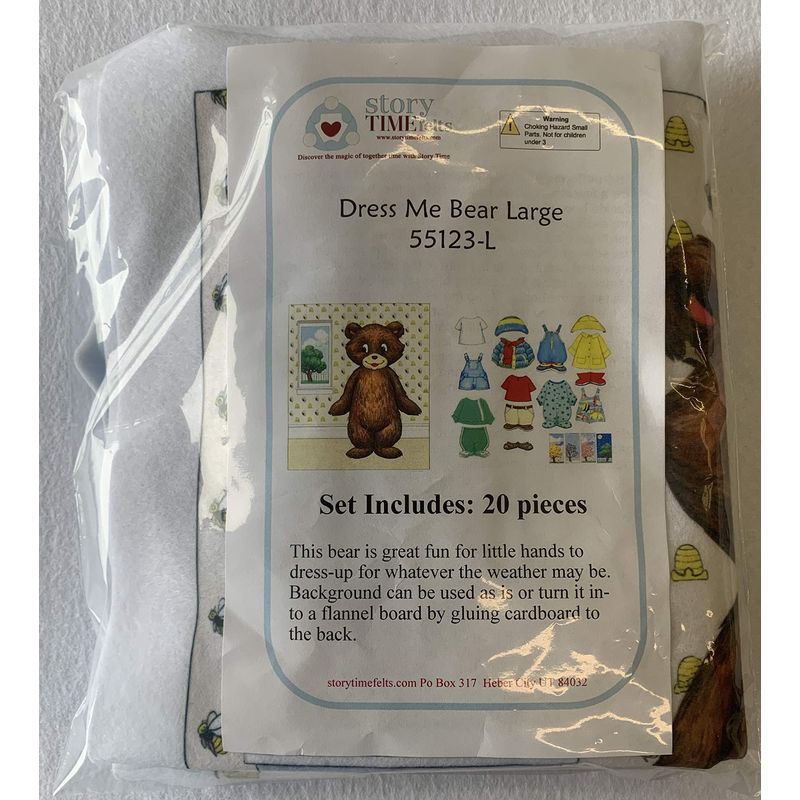 story
TIMEfelts
www.storytimefelts.com
Discover the magic of together time with Story Time
Warning
Choking Hazard Small
Parts. Not for children
under 3
Dress Me Bear Large
55123-L
Set Includes: 20 pieces
This bear is great fun for little hands to
dress-up for whatever the weather may be.
Background can be used as is or turn it in-
to a flannel board by gluing cardboard to
the back.
storytimefelts.com Po Box 317 Heber City UT 84032